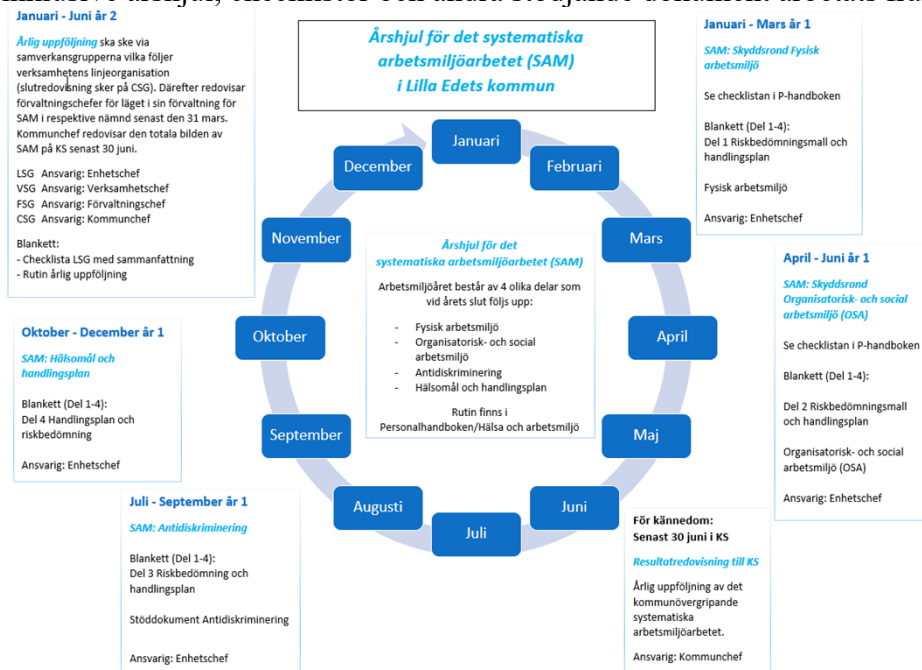 Januari - Juni år 2
Årlig uppföljning ska ske via
samverkansgrupperna vilka följer
verksamhetens linjeorganisation
(slutredovisning sker på CSG). Därefter redovisar
förvaltningschefer för läget i sin förvaltning för
SAM i respektive nämnd senast den 31 mars.
Kommunchef redovisar den totala bilden av
SAM på KS senast 30 juni.
LSG Ansvarig: Enhetschef
VSG Ansvarig: Verksamhetschef
FSG Ansvarig: Förvaltningschef
CSG Ansvarig: Kommunchef
Blankett:
- Checklista LSG med sammanfattning
- Rutin årlig uppföljning
Årshjul för det systematiska
arbetsmiljöarbetet (SAM)
i Lilla Edets kommun
Januari - Mars år 1
SAM: Skyddsrond Fysisk
arbetsmiljö
Se checklistan i P-handboken
Blankett (Del 1-4):
Del 1 Riskbedömningsmall och
handlingsplan
Fysisk arbetsmiljö
Ansvarig: Enhetschef
Januari
Februari
Mars
April
Maj
Juni
Juli
Augusti
September
Oktober
November
December
Årshjul för det
systematiska arbetsmiljöarbetet (SAM)
Arbetsmiljöåret består av 4 olika delar som
vid årets slut följs upp:
- Fysisk arbetsmiljö
- Organisatorisk- och social
arbetsmiljö
- Antidiskriminering
- Hälsomål och handlingsplan
Rutin finns i
Personalhandboken/Hälsa och arbetsmiljö
April - Juni år 1
SAM: Skyddsrond
Organisatorisk- och social
arbetsmiljö (OSA)
Se checklistan i P-handboken
Blankett (Del 1-4):
Del 2 Riskbedömningsmall
och handlingsplan
Organisatorisk- och social
arbetsmiljö (OSA)
Ansvarig: Enhetschef
Oktober - December år 1
SAM: Hälsomål och
handlingsplan
Blankett (Del 1-4):
Del 4 Handlingsplan och
riskbedömning
Ansvarig: Enhetschef
Juli - September år 1
SAM: Antidiskriminering
Blankett (Del 1-4):
Del 3 Riskbedömning och
handlingsplan
Stöddokument Antidiskriminering
Ansvarig: Enhetschef
För kännedom:
Senast 30 juni i KS
Resultatredovisning till KS
Årlig uppföljning av det
kommunövergripande
systematiska
arbetsmiljöarbetet.
Ansvarig: Kommunchef